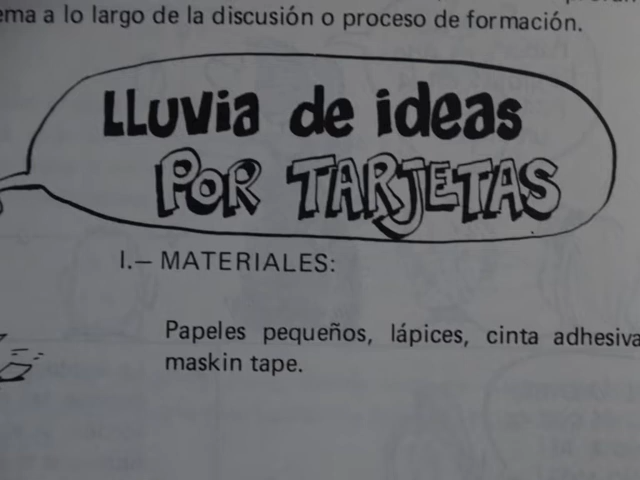 ema a lo largo de la discusión o proceso de formación.
LLuvia de ideas
POR TARJETAS
I.— MATERIALES:
Papeles pequeños, lápices, cinta adhesiva
maskin tape.